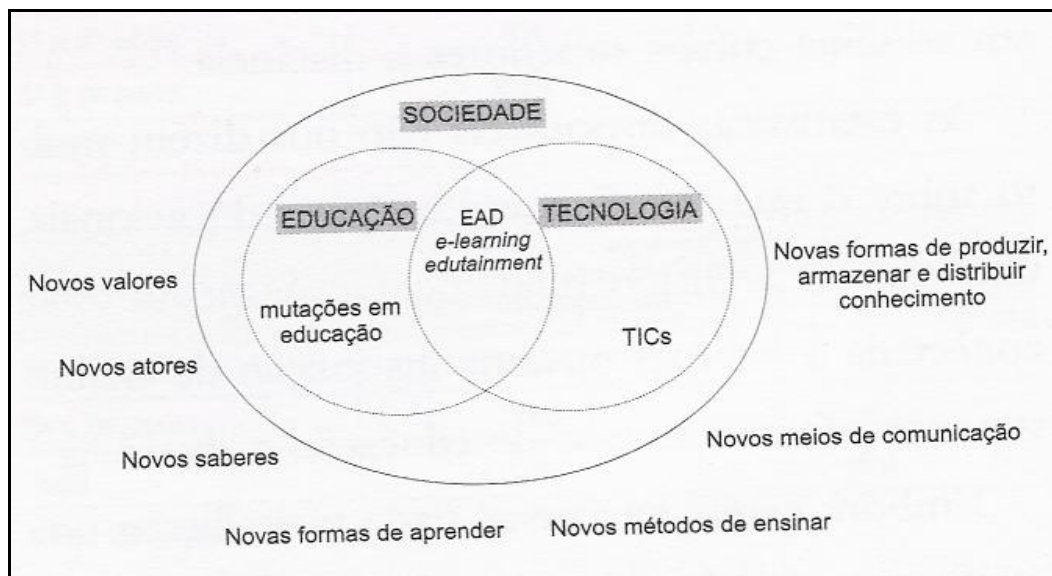 SOCIEDADE
EDUCAÇÃO
EAD
e-learning
edutainment
TECNOLOGIA
mutações em
educação
TICs
Novos valores
Novos atores
Novos saberes
Novas formas de aprender
Novos métodos de ensinar
Novos meios de comunicação
Novas formas de produzir,
armazenar e distribuir
conhecimento